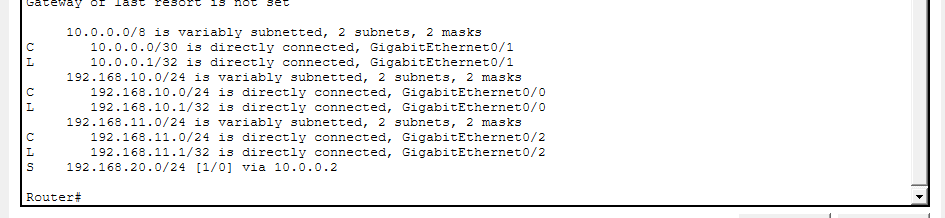 Gateway of last resort is not set
10.0.0.0/8 is variably subnetted, 2 subnets, 2 masks
C 10.0.0.0/30 is directly connected, GigabitEthernet0/1
L 10.0.0.1/32 is directly connected, GigabitEthernet0/1
192.168.10.0/24 is variably subnetted, 2 subnets, 2 masks
C 192.168.10.0/24 is directly connected, GigabitEthernet0/0
L 192.168.10.1/32 is directly connected, GigabitEthernet0/0
192.168.11.0/24 is variably subnetted, 2 subnets, 2 masks
C 192.168.11.0/24 is directly connected, GigabitEthernet0/2
L 192.168.11.1/32 is directly connected, GigabitEthernet0/2
S 192.168.20.0/24 [1/0] via 10.0.0.2
Router#